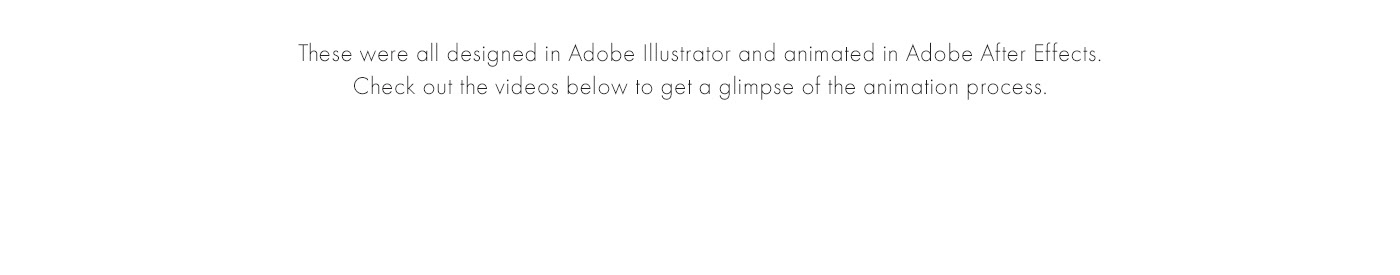 These were all designed in Adobe Illustrator and animated in Adobe After Effects.
Check out the videos below to get a glimpse of the animation process.